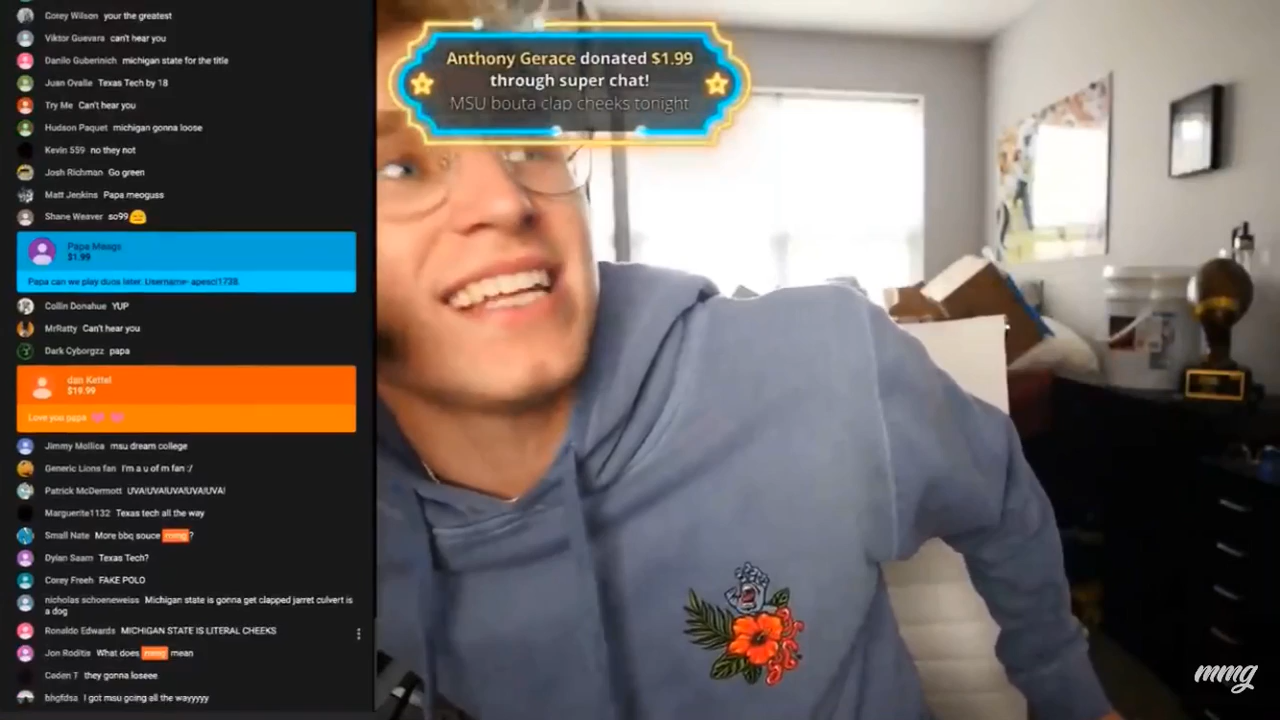 Corey Wilson your the greatest
Viktor Guevara can't hear you
Danilo Guberinich michigan state for the title
Juan Ovalle Texas Tech by 18
Try Me Can't hear you
Hudson Paquet michigan gonna loose
Kevin 559 no they not
Josh Richman Go green
Matt Jenkins Papa meoguss
Shane Weaver so99
Papa Meags
$1.99
Papa can we play duos later. Username- apesct1738.
Collin Donahue YUP
MrRatty Can't hear you
Dark Cyborgzz papa
dan Kettel
$19.99
Love you papa
Jimmy Mollica msu dream college
Generic Lions fan I'm a u of m fan :/
Patrick McDermott UVA!UVA!UVA!UVA!UVA!
Marguerite1132 Texas tech all the way
Small Nate More bbq souce mmg?
Dylan Saam Texas Tech?
Corey Freeh FAKE POLO
nicholas schoeneweiss Michigan state is gonna get clapped jarret culvert is
a dog
Ronaldo Edwards MICHIGAN STATE IS LITERAL CHEEKS
Jon Roditis What does mmg mean
Caden T they gonna loseee
bhgfdsa I got msu going all the wayyyyy
Anthony Gerace donated $1.99
through super chat!
MSU bouta clap cheeks tonight
mmg